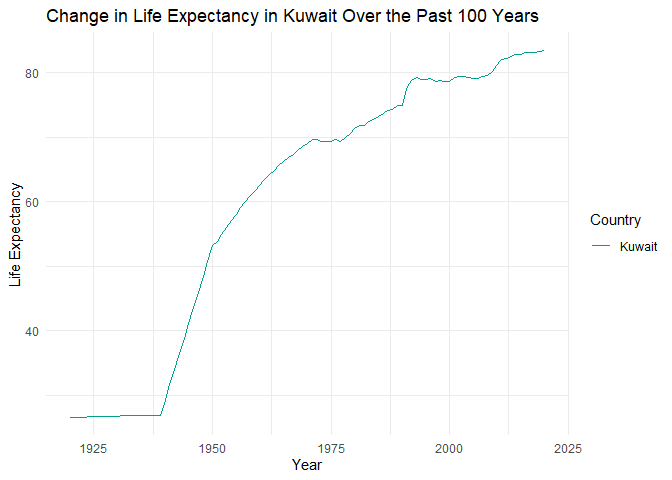 Change in Life Expectancy in Kuwait Over the Past 100 Years
Life Expectancy
80
60
40
1925
1950
1975
2000
2025
Year
Country
Kuwait